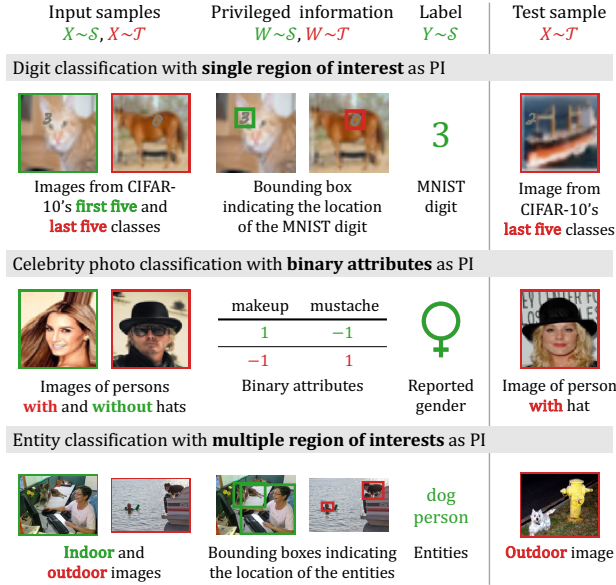 Input samples Privileged information Label Test sample
X∼𝒮, X∼𝒯 W∼𝒮, W∼𝒯 Y∼𝒮 X∼𝒯
Digit classification with single region of interest as PI
3 0 3 0 3 2
Images from CIFAR-
10's first five and
last five classes
Bounding box
indicating the location
of the MNIST digit
MNIST
digit
Image from
CIFAR-10's
last five classes
Celebrity photo classification with binary attributes as PI
makeup mustache
1 −1
−1 1
Images of persons
with and without hats
Binary attributes
Reported
gender
Image of person
with hat
Entity classification with multiple region of interests as PI
dog
person
Indoor and
outdoor images
Bounding boxes indicating
the location of the entities
Entities
Outdoor image